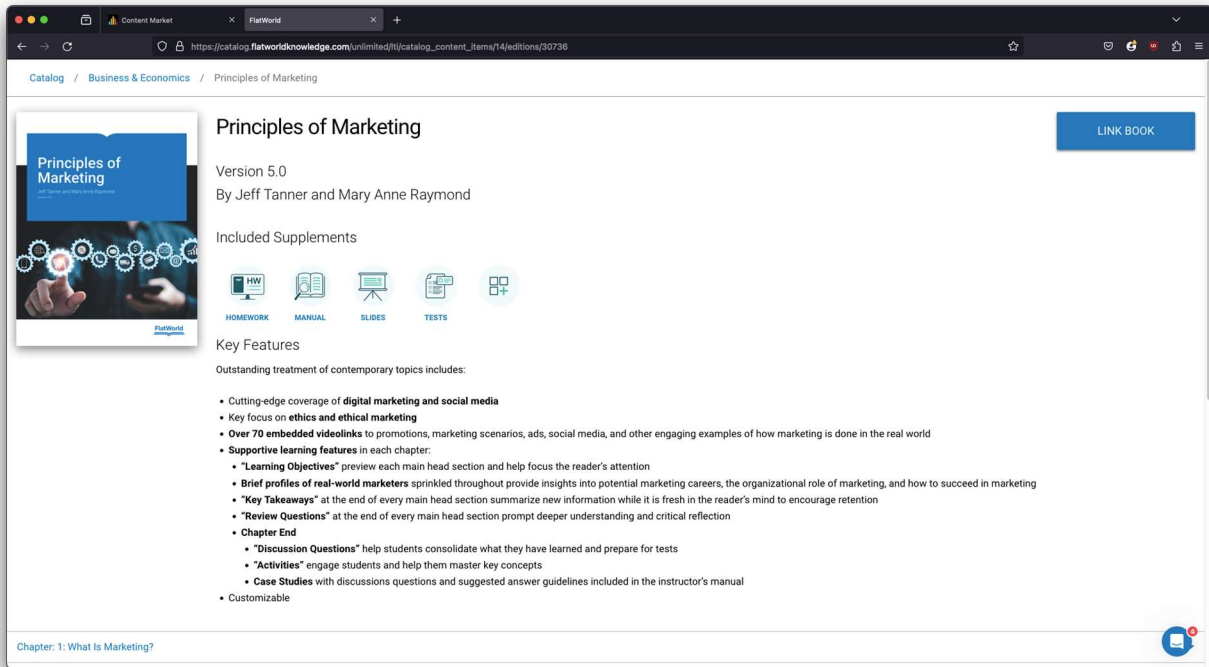 Content Market
FlatWorld
https://catalog.flatworldknowledge.com/unlimited/lti/catalog_content_items/14/editions/30736
Catalog / Business & Economics / Principles of Marketing
Principles of
Marketing
Jeff Tanner and Mary Anne Raymond
FlatWorld
Principles of Marketing
LINK BOOK
Version 5.0
By Jeff Tanner and Mary Anne Raymond
Included Supplements
HW
HOMEWORK MANUAL SLIDES TESTS
Key Features
Outstanding treatment of contemporary topics includes:
• Cutting-edge coverage of digital marketing and social media
• Key focus on ethics and ethical marketing
• Over 70 embedded videolinks to promotions, marketing scenarios, ads, social media, and other engaging examples of how marketing is done in the real world
• Supportive learning features in each chapter:
• “Learning Objectives” preview each main head section and help focus the reader’s attention
• Brief profiles of real-world marketers sprinkled throughout provide insights into potential marketing careers, the organizational role of marketing, and how to succeed in marketing
• “Key Takeaways” at the end of every main head section summarize new information while it is fresh in the reader’s mind to encourage retention
• “Review Questions” at the end of every main head section prompt deeper understanding and critical reflection
• Chapter End
• “Discussion Questions” help students consolidate what they have learned and prepare for tests
• “Activities” engage students and help them master key concepts
• Case Studies with discussions questions and suggested answer guidelines included in the instructor’s manual
• Customizable
Chapter: 1: What Is Marketing?
4